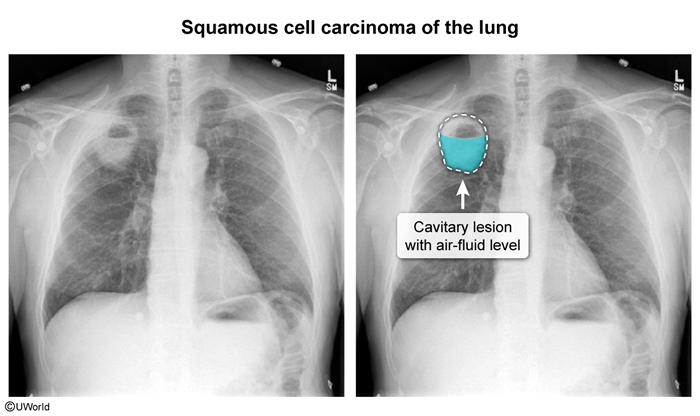 Squamous cell carcinoma of the lung
L
SM
L
SM
Cavitary lesion
with air-fluid level
©UWorld